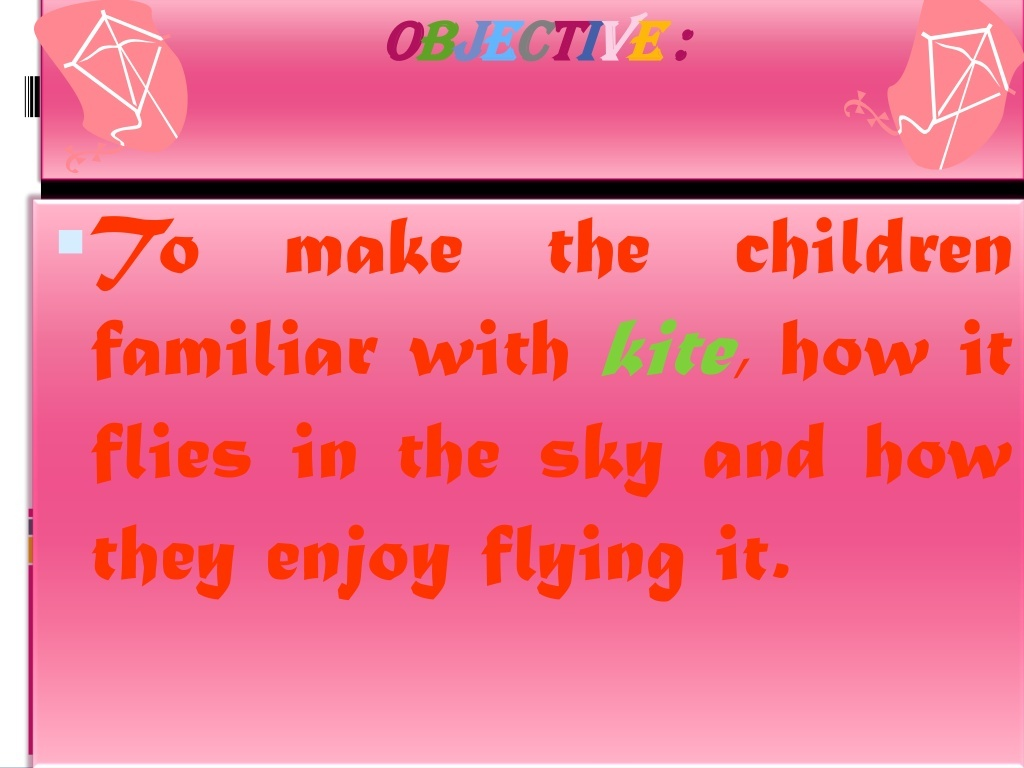 OBJECTIVE :
To make the children
familiar with kite, how it
flies in the sky and how
they enjoy flying it.